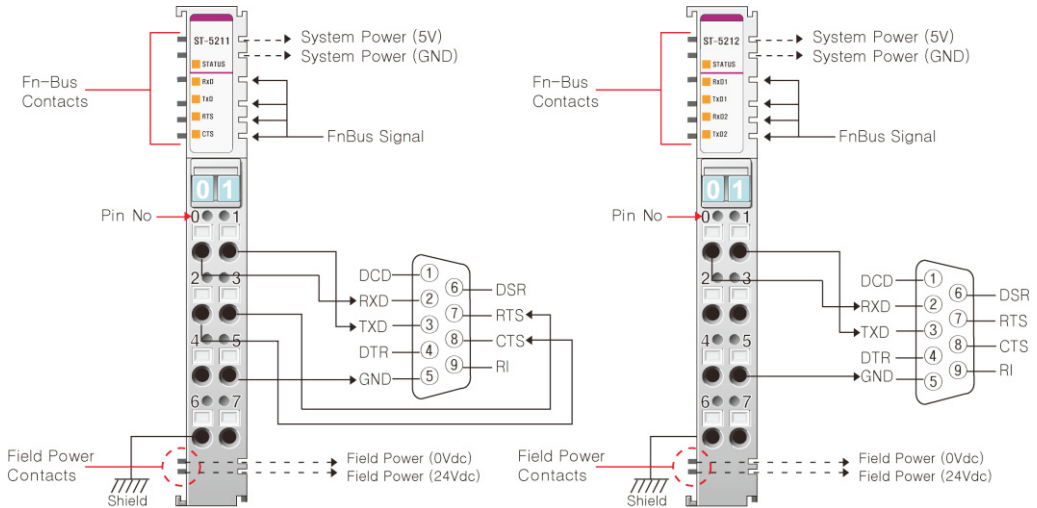 ST-5211
System Power (5V)
System Power (GND)
STATUS
Fn-Bus
Contacts
RxD
TxD
RTS
CTS
FnBus Signal
0 1
Pin No
0 1
2 3
4 5
6 7
DCD
RXD
TXD
DTR
GND
1
2
3
4
5
6
7
8
9
DSR
RTS
CTS
RI
Field Power
Contacts
Shield
Field Power (0Vdc)
Field Power (24Vdc)
ST-5212
System Power (5V)
System Power (GND)
STATUS
Fn-Bus
Contacts
RxD1
TxD1
RxD2
TxD2
FnBus Signal
0 1
Pin No
0 1
2 3
4 5
6 7
DCD
RXD
TXD
DTR
GND
1
2
3
4
5
6
7
8
9
DSR
RTS
CTS
RI
Field Power
Contacts
Shield
Field Power (0Vdc)
Field Power (24Vdc)